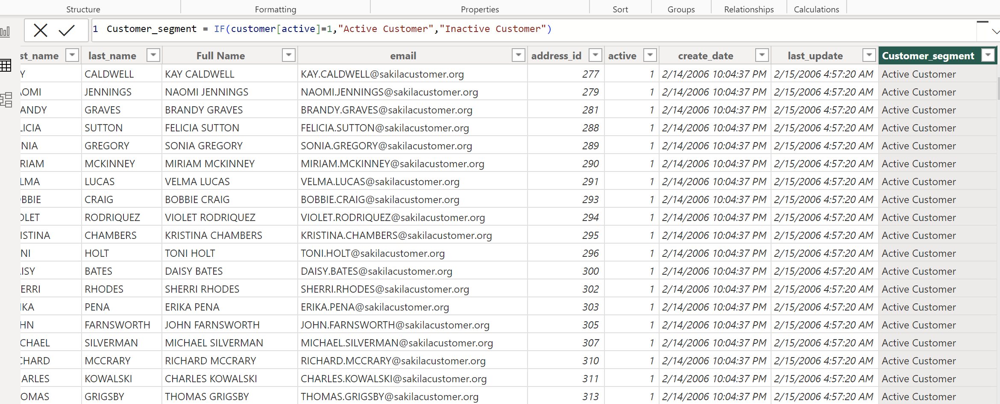 Structure Formatting Properties Sort Groups Relationships Calculations
1 Customer_segment = IF(customer[active]=1,"Active Customer","Inactive Customer")
st_name last_name Full Name email address_id active create_date last_update Customer_segment
Y CALDWELL KAY CALDWELL KAY.CALDWELL@sakilacustomer.org 277 1 2/14/2006 10:04:37 PM 2/15/2006 4:57:20 AM Active Customer
OMI JENNINGS NAOMI JENNINGS NAOMI.JENNINGS@sakilacustomer.org 279 1 2/14/2006 10:04:37 PM 2/15/2006 4:57:20 AM Active Customer
ANDY GRAVES BRANDY GRAVES BRANDY.GRAVES@sakilacustomer.org 281 1 2/14/2006 10:04:37 PM 2/15/2006 4:57:20 AM Active Customer
ICIA SUTTON FELICIA SUTTON FELICIA.SUTTON@sakilacustomer.org 288 1 2/14/2006 10:04:37 PM 2/15/2006 4:57:20 AM Active Customer
NIA GREGORY SONIA GREGORY SONIA.GREGORY@sakilacustomer.org 289 1 2/14/2006 10:04:37 PM 2/15/2006 4:57:20 AM Active Customer
RIAM MCKINNEY MIRIAM MCKINNEY MIRIAM.MCKINNEY@sakilacustomer.org 290 1 2/14/2006 10:04:37 PM 2/15/2006 4:57:20 AM Active Customer
LMA LUCAS VELMA LUCAS VELMA.LUCAS@sakilacustomer.org 291 1 2/14/2006 10:04:37 PM 2/15/2006 4:57:20 AM Active Customer
BBIE CRAIG BOBBIE CRAIG BOBBIE.CRAIG@sakilacustomer.org 293 1 2/14/2006 10:04:37 PM 2/15/2006 4:57:20 AM Active Customer
OLET RODRIQUEZ VIOLET RODRIQUEZ VIOLET.RODRIQUEZ@sakilacustomer.org 294 1 2/14/2006 10:04:37 PM 2/15/2006 4:57:20 AM Active Customer
ISTINA CHAMBERS KRISTINA CHAMBERS KRISTINA.CHAMBERS@sakilacustomer.org 295 1 2/14/2006 10:04:37 PM 2/15/2006 4:57:20 AM Active Customer
NI HOLT TONI HOLT TONI.HOLT@sakilacustomer.org 296 1 2/14/2006 10:04:37 PM 2/15/2006 4:57:20 AM Active Customer
ISY BATES DAISY BATES DAISY.BATES@sakilacustomer.org 300 1 2/14/2006 10:04:37 PM 2/15/2006 4:57:20 AM Active Customer
ERRI RHODES SHERRI RHODES SHERRI.RHODES@sakilacustomer.org 302 1 2/14/2006 10:04:37 PM 2/15/2006 4:57:20 AM Active Customer
IKA PENA ERIKA PENA ERIKA.PENA@sakilacustomer.org 303 1 2/14/2006 10:04:37 PM 2/15/2006 4:57:20 AM Active Customer
HN FARNSWORTH JOHN FARNSWORTH JOHN.FARNSWORTH@sakilacustomer.org 305 1 2/14/2006 10:04:37 PM 2/15/2006 4:57:20 AM Active Customer
CHAEL SILVERMAN MICHAEL SILVERMAN MICHAEL.SILVERMAN@sakilacustomer.org 307 1 2/14/2006 10:04:37 PM 2/15/2006 4:57:20 AM Active Customer
CHARD MCCRARY RICHARD MCCRARY RICHARD.MCCRARY@sakilacustomer.org 310 1 2/14/2006 10:04:37 PM 2/15/2006 4:57:20 AM Active Customer
ARLES KOWALSKI CHARLES KOWALSKI CHARLES.KOWALSKI@sakilacustomer.org 311 1 2/14/2006 10:04:37 PM 2/15/2006 4:57:20 AM Active Customer
OMAS GRIGSBY THOMAS GRIGSBY THOMAS.GRIGSBY@sakilacustomer.org 313 1 2/14/2006 10:04:37 PM 2/15/2006 4:57:20 AM Active Customer